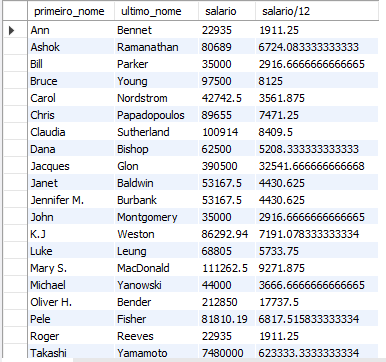 primeiro_nome ultimo_nome salario salario/12
Ann Bennet 22935 1911.25
Ashok Ramanathan 80689 6724.083333333333
Bill Parker 35000 2916.6666666666665
Bruce Young 97500 8125
Carol Nordstrom 42742.5 3561.875
Chris Papadopoulos 89655 7471.25
Claudia Sutherland 100914 8409.5
Dana Bishop 62500 5208.333333333333
Jacques Glon 390500 32541.666666666668
Janet Baldwin 53167.5 4430.625
Jennifer M. Burbank 53167.5 4430.625
John Montgomery 35000 2916.6666666666665
K.J Weston 86292.94 7191.078333333334
Luke Leung 68805 5733.75
Mary S. MacDonald 111262.5 9271.875
Michael Yanowski 44000 3666.6666666666665
Oliver H. Bender 212850 17737.5
Pele Fisher 81810.19 6817.515833333334
Roger Reeves 22935 1911.25
Takashi Yamamoto 7480000 623333.3333333334